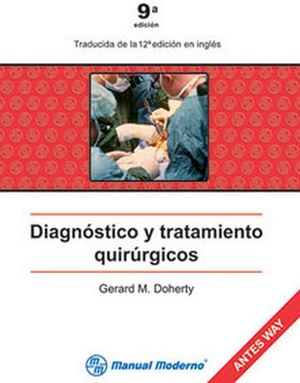 9ª
edición
Traducida de la 12ª edición en inglés
Diagnóstico y tratamiento
quirúrgicos
Gerard M. Doherty
ANTES WAY
Manual Moderno®